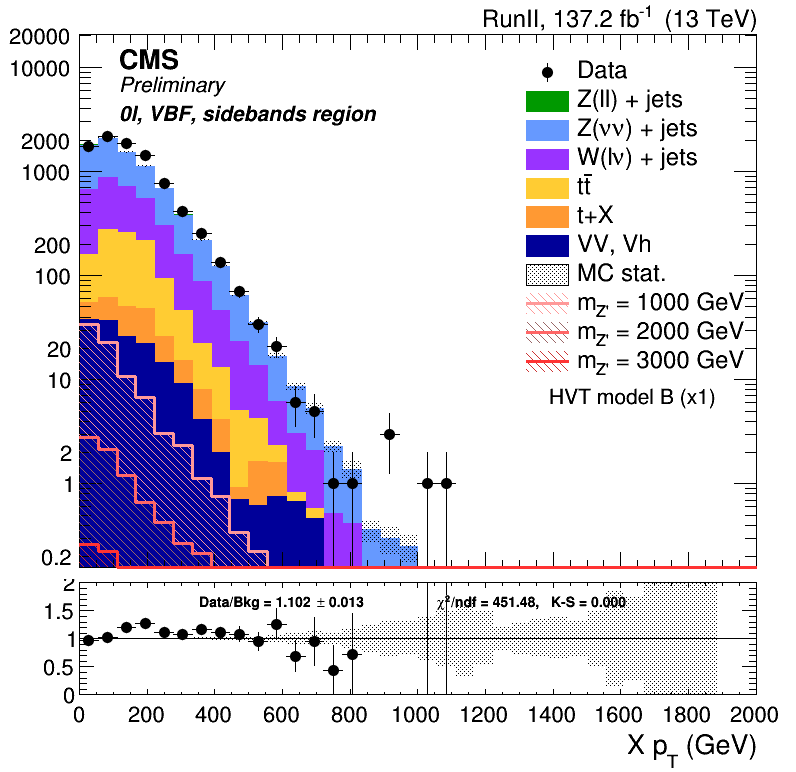 RunII, 137.2 fb⁻¹ (13 TeV)
CMS
Preliminary
0l, VBF, sidebands region
Data
Z(ll) + jets
Z(νν) + jets
W(lν) + jets
tt̄
t+X
VV, Vh
MC stat.
m_Z' = 1000 GeV
m_Z' = 2000 GeV
m_Z' = 3000 GeV
HVT model B (x1)
20000
10000
2000
1000
200
100
20
10
2
1
0.2
Data/Bkg = 1.102 ± 0.013
χ²/ndf = 451.48, K-S = 0.000
2
1.5
1
0.5
0
0 200 400 600 800 1000 1200 1400 1600 1800 2000
X p_T (GeV)